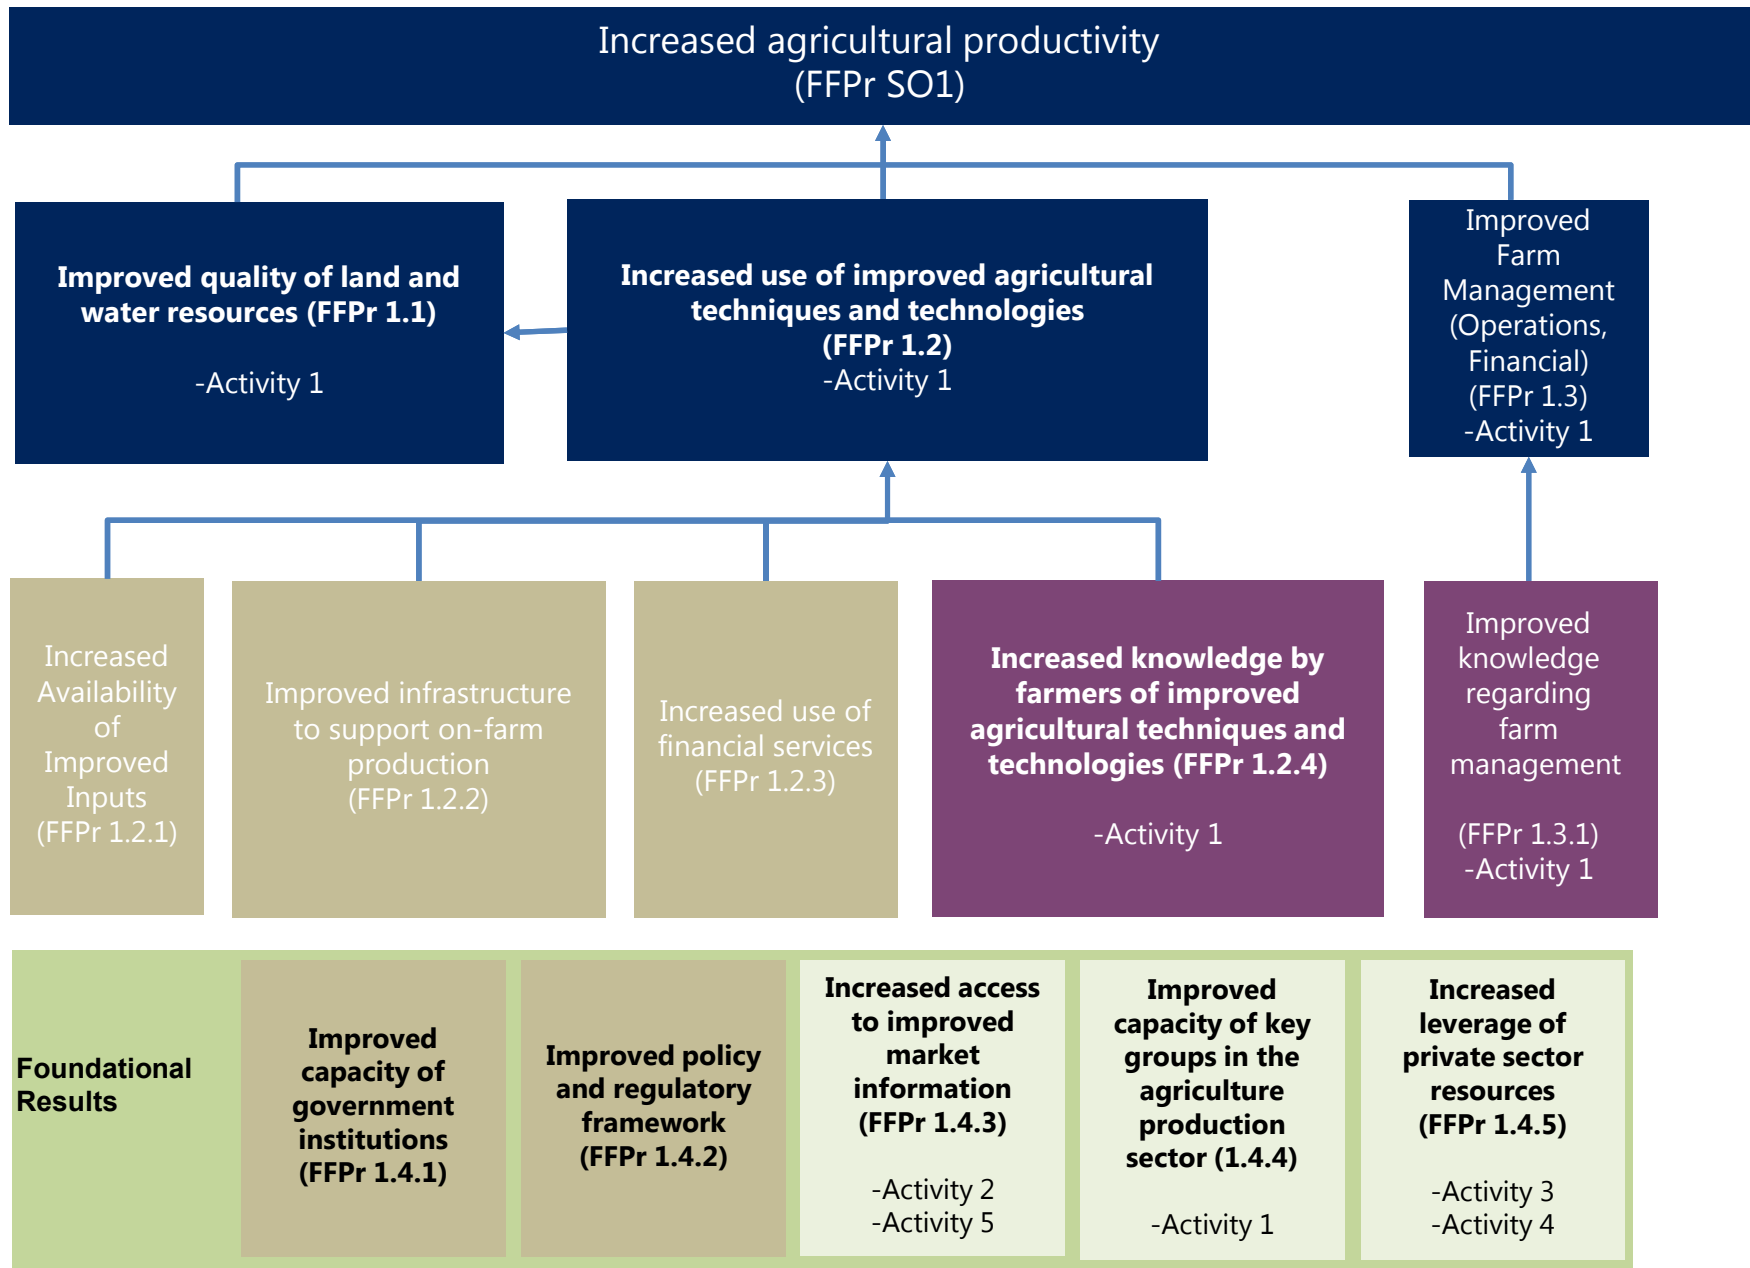 Increased agricultural productivity
(FFPr SO1)
Improved quality of land and
water resources (FFPr 1.1)
-Activity 1
Increased use of improved agricultural
techniques and technologies
(FFPr 1.2)
-Activity 1
Improved
Farm
Management
(Operations,
Financial)
(FFPr 1.3)
-Activity 1
Increased
Availability
of
Improved
Inputs
(FFPr 1.2.1)
Improved infrastructure
to support on-farm
production
(FFPr 1.2.2)
Increased use of
financial services
(FFPr 1.2.3)
Increased knowledge by
farmers of improved
agricultural techniques and
technologies (FFPr 1.2.4)
-Activity 1
Improved
knowledge
regarding
farm
management
(FFPr 1.3.1)
-Activity 1
Foundational
Results
Improved
capacity of
government
institutions
(FFPr 1.4.1)
Improved policy
and regulatory
framework
(FFPr 1.4.2)
Increased access
to improved
market
information
(FFPr 1.4.3)
-Activity 2
-Activity 5
Improved
capacity of key
groups in the
agriculture
production
sector (1.4.4)
-Activity 1
Increased
leverage of
private sector
resources
(FFPr 1.4.5)
-Activity 3
-Activity 4